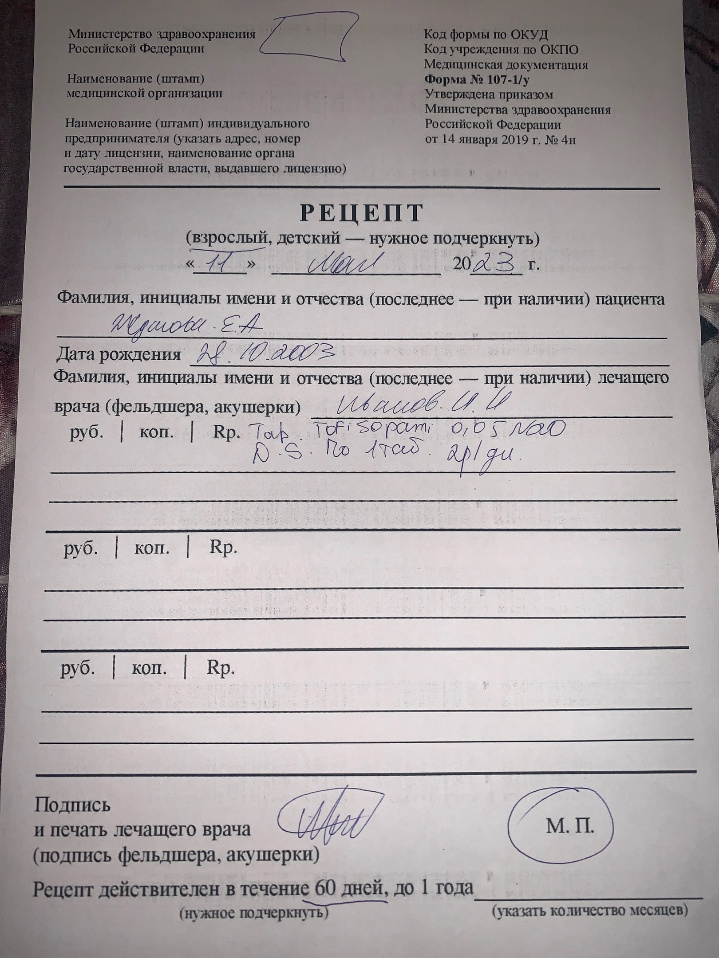 Министерство здравоохранения
Российской Федерации
Наименование (штамп)
медицинской организации
Наименование (штамп) индивидуального
предпринимателя (указать адрес, номер
и дату лицензии, наименование органа
государственной власти, выдавшего лицензию)
Код формы по ОКУД
Код учреждения по ОКПО
Медицинская документация
Форма № 107-1/у
Утверждена приказом
Министерства здравоохранения
Российской Федерации
от 14 января 2019 г. № 4н
РЕЦЕПТ
(взрослый, детский — нужное подчеркнуть)
« 11 » мая 2023 г.
Фамилия, инициалы имени и отчества (последнее — при наличии) пациента
Е.А
Дата рождения 28.10.2003
Фамилия, инициалы имени и отчества (последнее — при наличии) лечащего
врача (фельдшера, акушерки) Иванов. И. И
руб. | коп. | Rp. Tab. Tofisopami 0,05 N20
D. S. По 1 таб. 2р/дн.
руб. | коп. | Rp.
руб. | коп. | Rp.
Подпись
и печать лечащего врача
(подпись фельдшера, акушерки)
М. П.
Рецепт действителен в течение 60 дней, до 1 года
(нужное подчеркнуть) (указать количество месяцев)